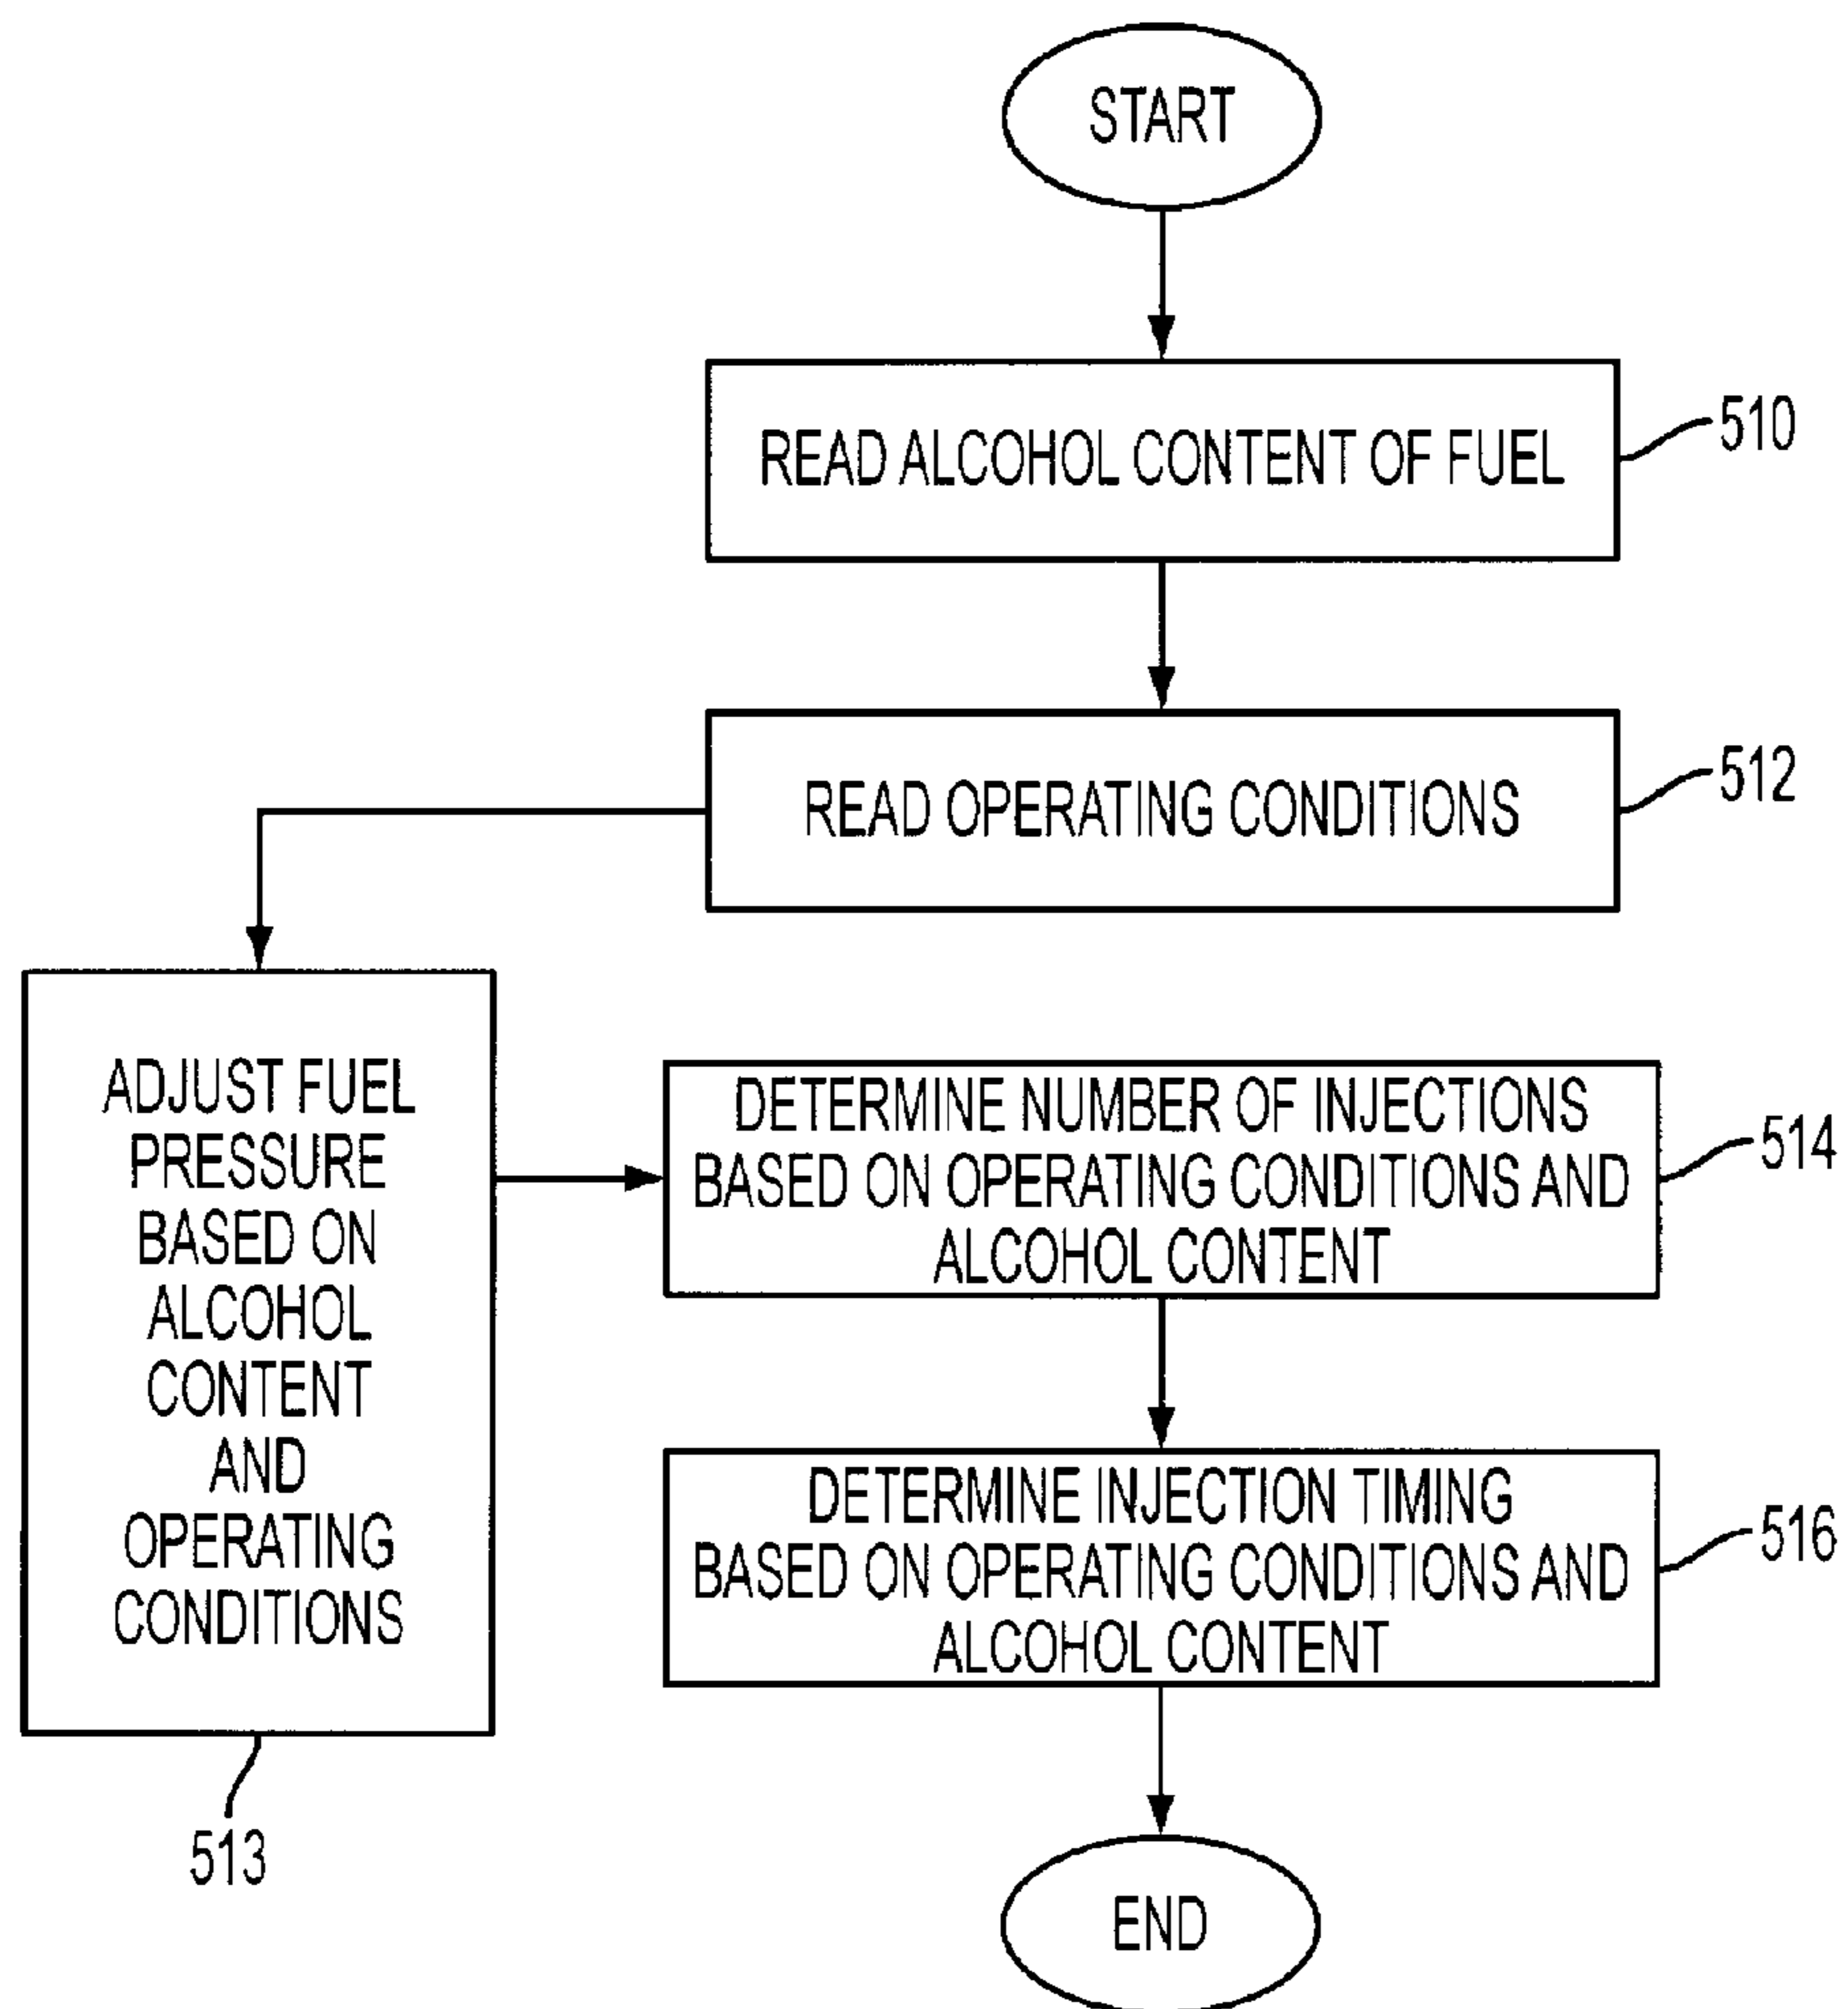 START
READ ALCOHOL CONTENT OF FUEL
510
READ OPERATING CONDITIONS
512
ADJUST FUEL
PRESSURE
BASED ON
ALCOHOL
CONTENT
AND
OPERATING
CONDITIONS
513
DETERMINE NUMBER OF INJECTIONS
BASED ON OPERATING CONDITIONS AND
ALCOHOL CONTENT
514
DETERMINE INJECTION TIMING
BASED ON OPERATING CONDITIONS AND
ALCOHOL CONTENT
516
END